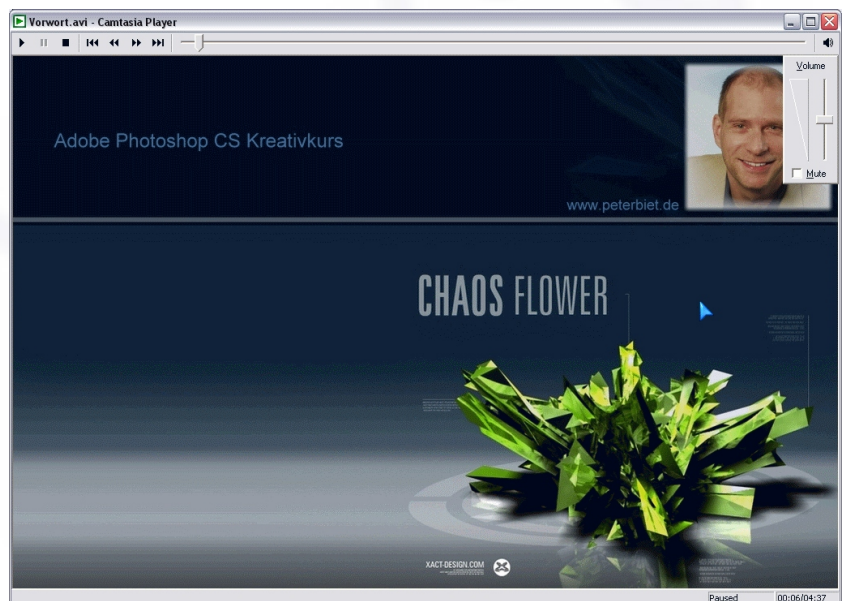 Vorwort.avi - Camtasia Player
Volume
Mute
Adobe Photoshop CS Kreativkurs
www.peterbiet.de
CHAOS FLOWER
XACT-DESIGN.COM
Paused 00:06/04:37